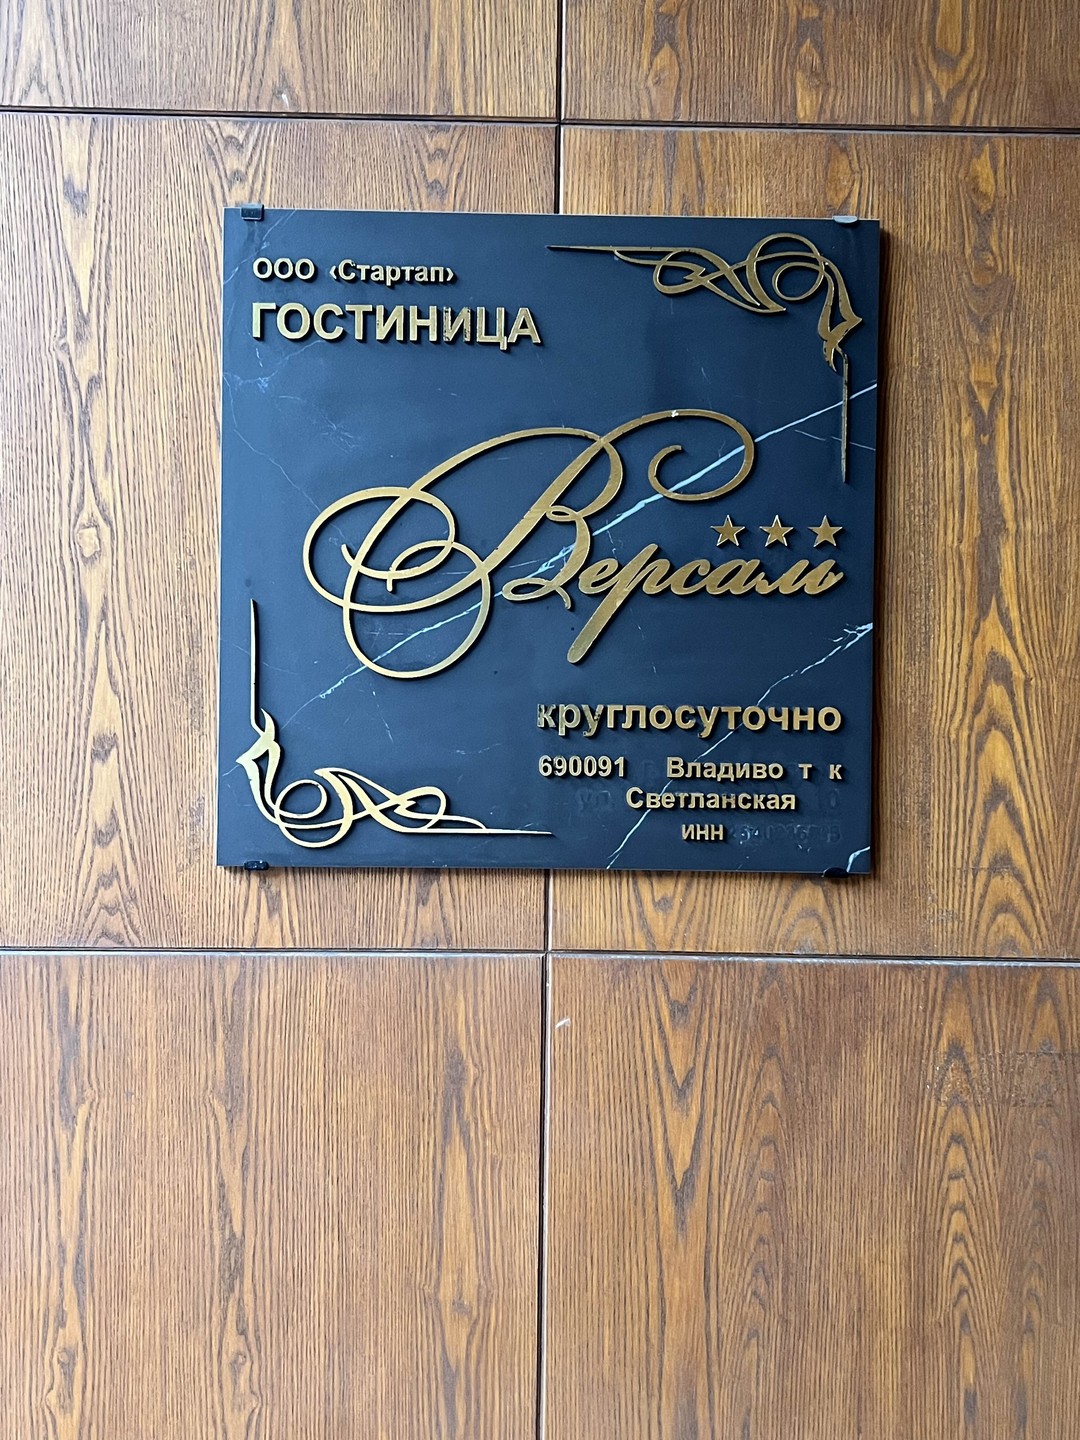 ООО ‹Стартап›
ГОСТИНИЦА
Версаль
круглосуточно
690091 Владиво т к
Светланская
ИНН